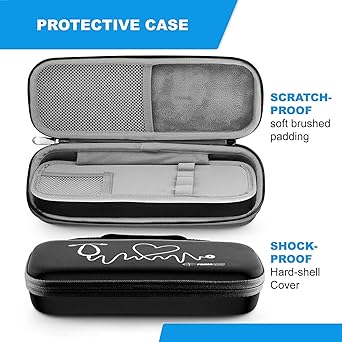 PROTECTIVE CASE
SCRATCH-
PROOF
soft brushed
padding
SHOCK-
PROOF
Hard-shell
Cover